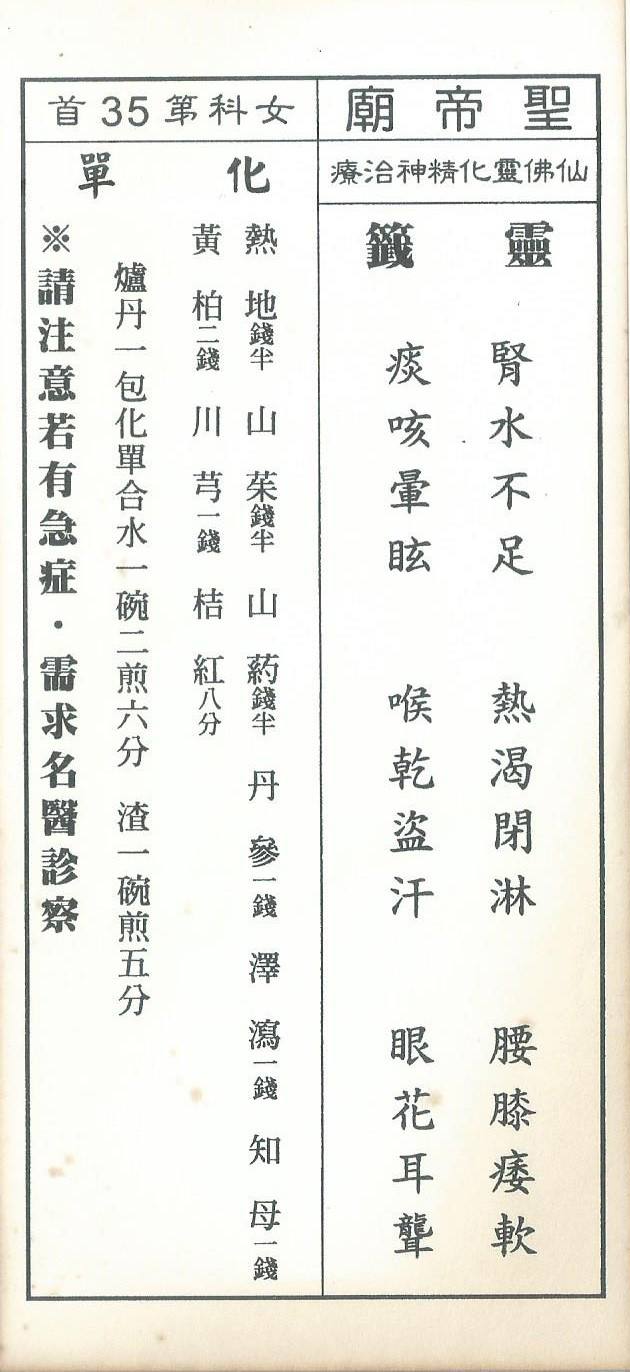 聖帝廟
仙佛靈化精神治療
靈籤
腎水不足 熱渴閉淋 腰膝痿軟
痰咳暈眩 喉乾盜汗 眼花耳聾
女科第35首
化單
熱地錢半 山茱錢半 山葯錢半 丹參一錢 澤瀉一錢 知母一錢
黃柏二錢 川芎一錢 桔紅八分
爐丹一包化單合水一碗二煎六分 渣一碗煎五分
※請注意若有急症・需求名醫診察